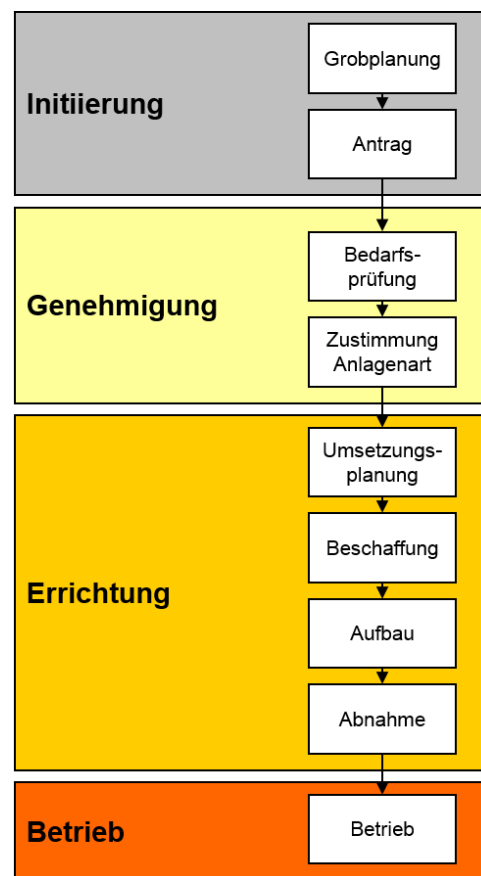 Initiierung
Grobplanung
Antrag
Genehmigung
Bedarfs-
prüfung
Zustimmung
Anlagenart
Errichtung
Umsetzungs-
planung
Beschaffung
Aufbau
Abnahme
Betrieb
Betrieb